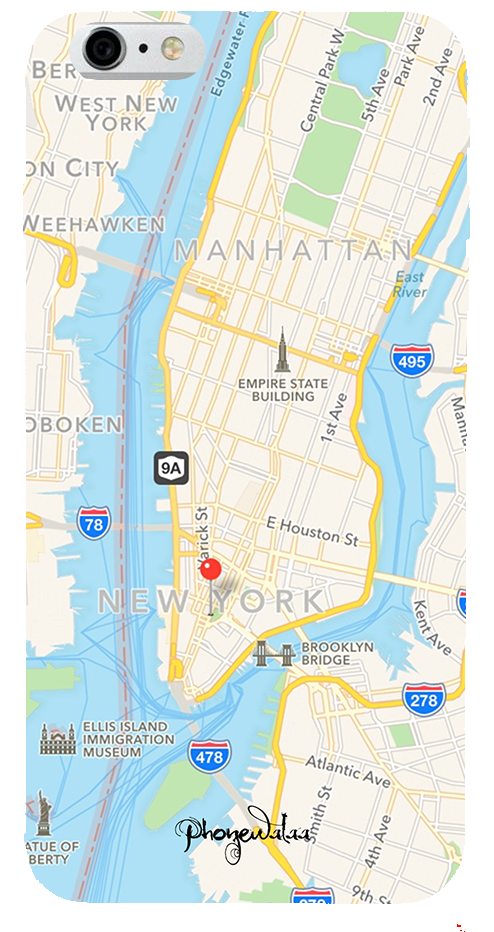 Edgewater
Central Park W
5th Ave
Park Ave
2nd Ave
BER
WEST NEW
YORK
ON CITY
WEEHAWKEN
MANHATTAN
East
River
495
EMPIRE STATE
BUILDING
1st Ave
OBOKEN
Manha
9A
78
Varick St
E Houston St
NEW YORK
Kent Ave
BROOKLYN
BRIDGE
278
ELLIS ISLAND
IMMIGRATION
MUSEUM
478
Atlantic Ave
Smith St
4th Ave
Phonewalaa
ATUE OF
BERTY
9th St